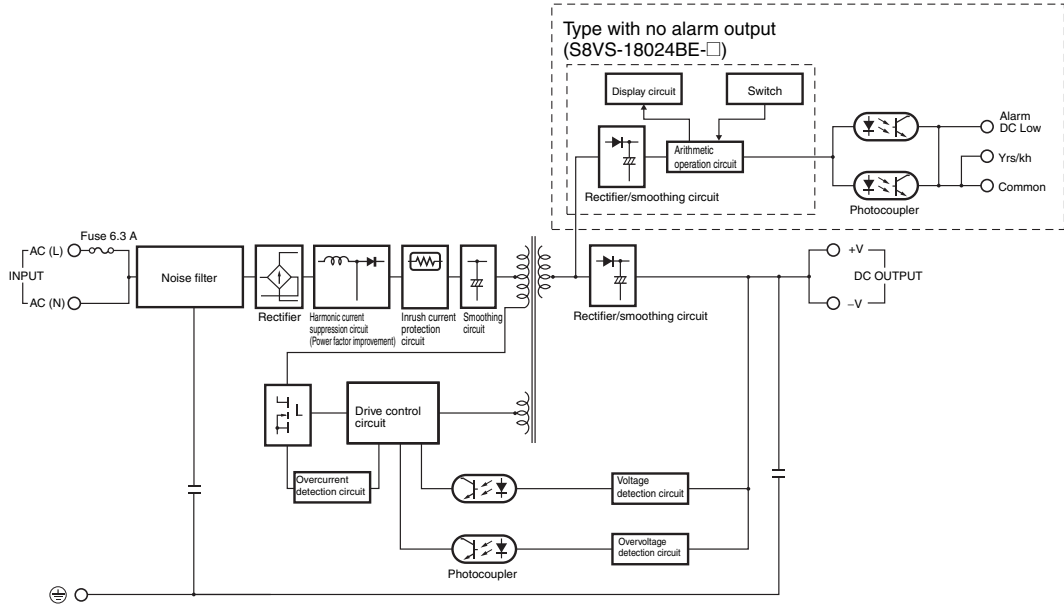 Type with no alarm output
(S8VS-18024BE-□)
Display circuit
Switch
Arithmetic
operation circuit
Rectifier/smoothing circuit
Alarm
DC Low
Yrs/kh
Common
Photocoupler
Fuse 6.3 A
AC (L)
INPUT
AC (N)
Noise filter
Rectifier
Harmonic current
suppression circuit
(Power factor improvement)
Inrush current
protection
circuit
Smoothing
circuit
Rectifier/smoothing circuit
+V
DC OUTPUT
–V
Drive control
circuit
Overcurrent
detection circuit
Voltage
detection circuit
Overvoltage
detection circuit
Photocoupler